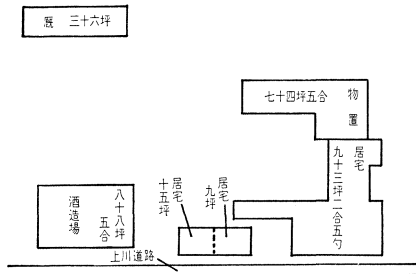 厩 三十六坪
七十四坪五合
物置
居宅
九十三坪二合五勺
居宅
九坪
居宅
十五坪
八十八坪
五合
酒造場
上川道路